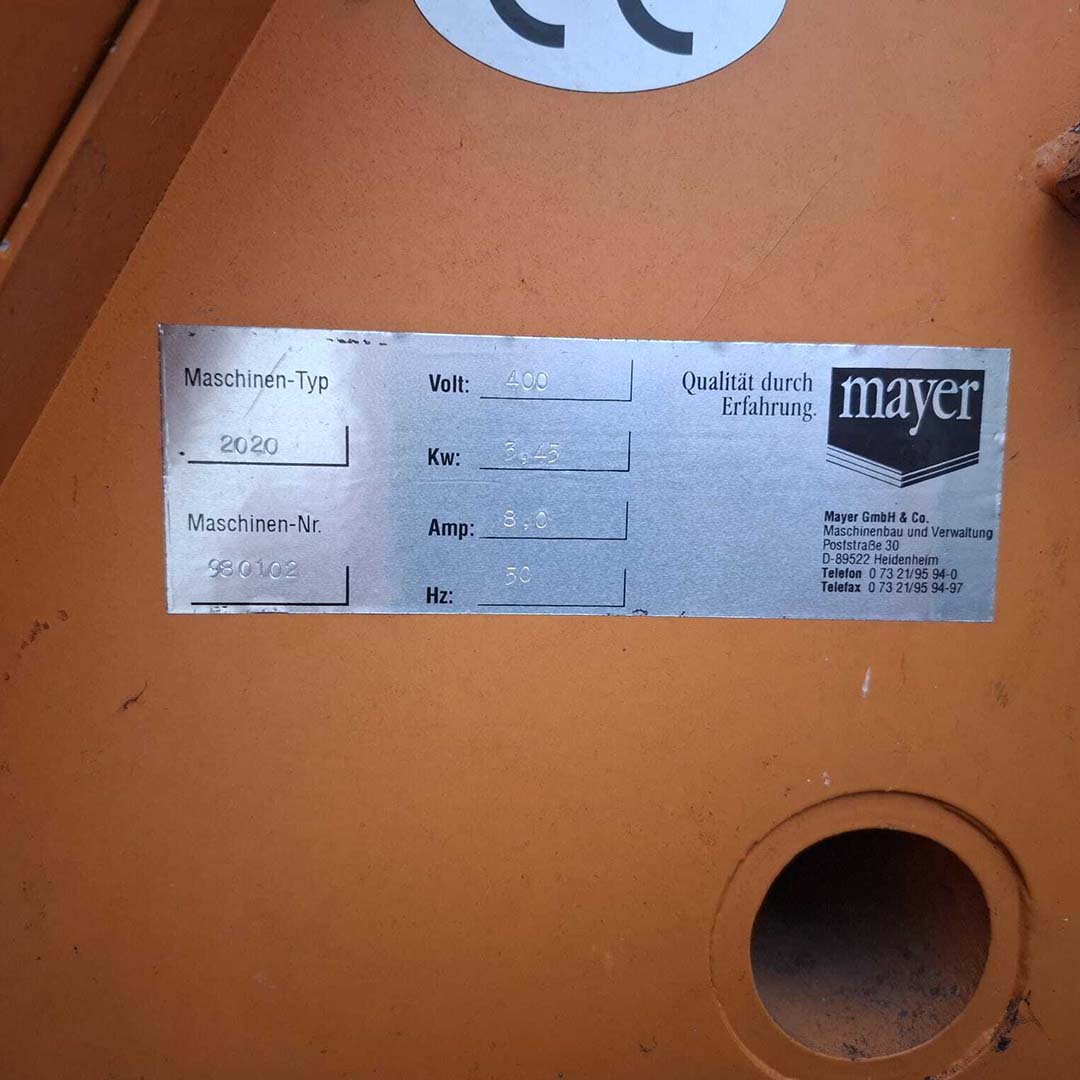 CE
Maschinen-Typ
2020
Maschinen-Nr.
980102
Volt: 400
Kw: 3,45
Amp: 8,0
Hz: 50
Qualität durch
Erfahrung.
mayer
Mayer GmbH & Co.
Maschinenbau und Verwaltung
Poststraße 30
D-89522 Heidenheim
Telefon 0 73 21/95 94-0
Telefax 0 73 21/95 94-97